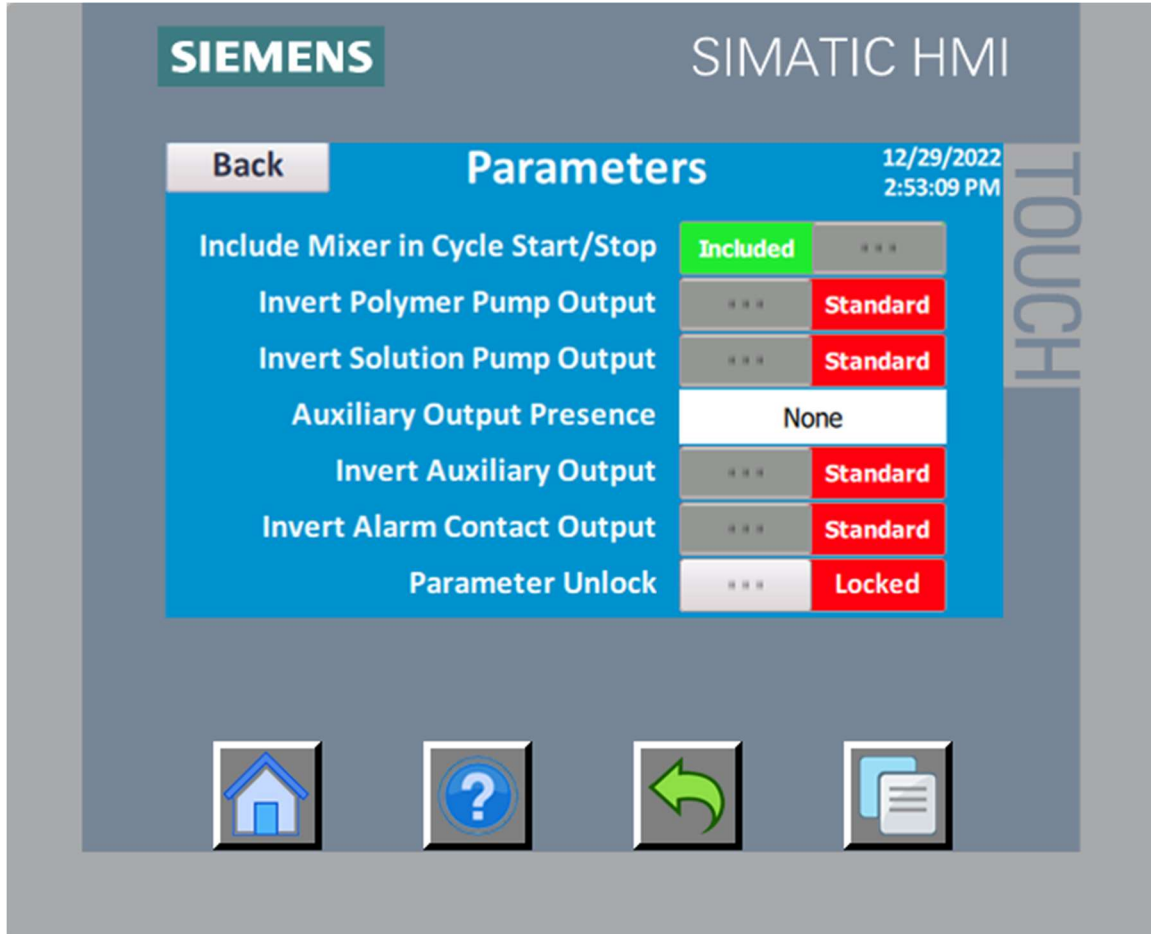 SIEMENS
SIMATIC HMI
Back
Parameters
12/29/2022
2:53:09 PM
TOUCH
Include Mixer in Cycle Start/Stop
Included
Invert Polymer Pump Output
Standard
Invert Solution Pump Output
Standard
Auxiliary Output Presence
None
Invert Auxiliary Output
Standard
Invert Alarm Contact Output
Standard
Parameter Unlock
Locked
?